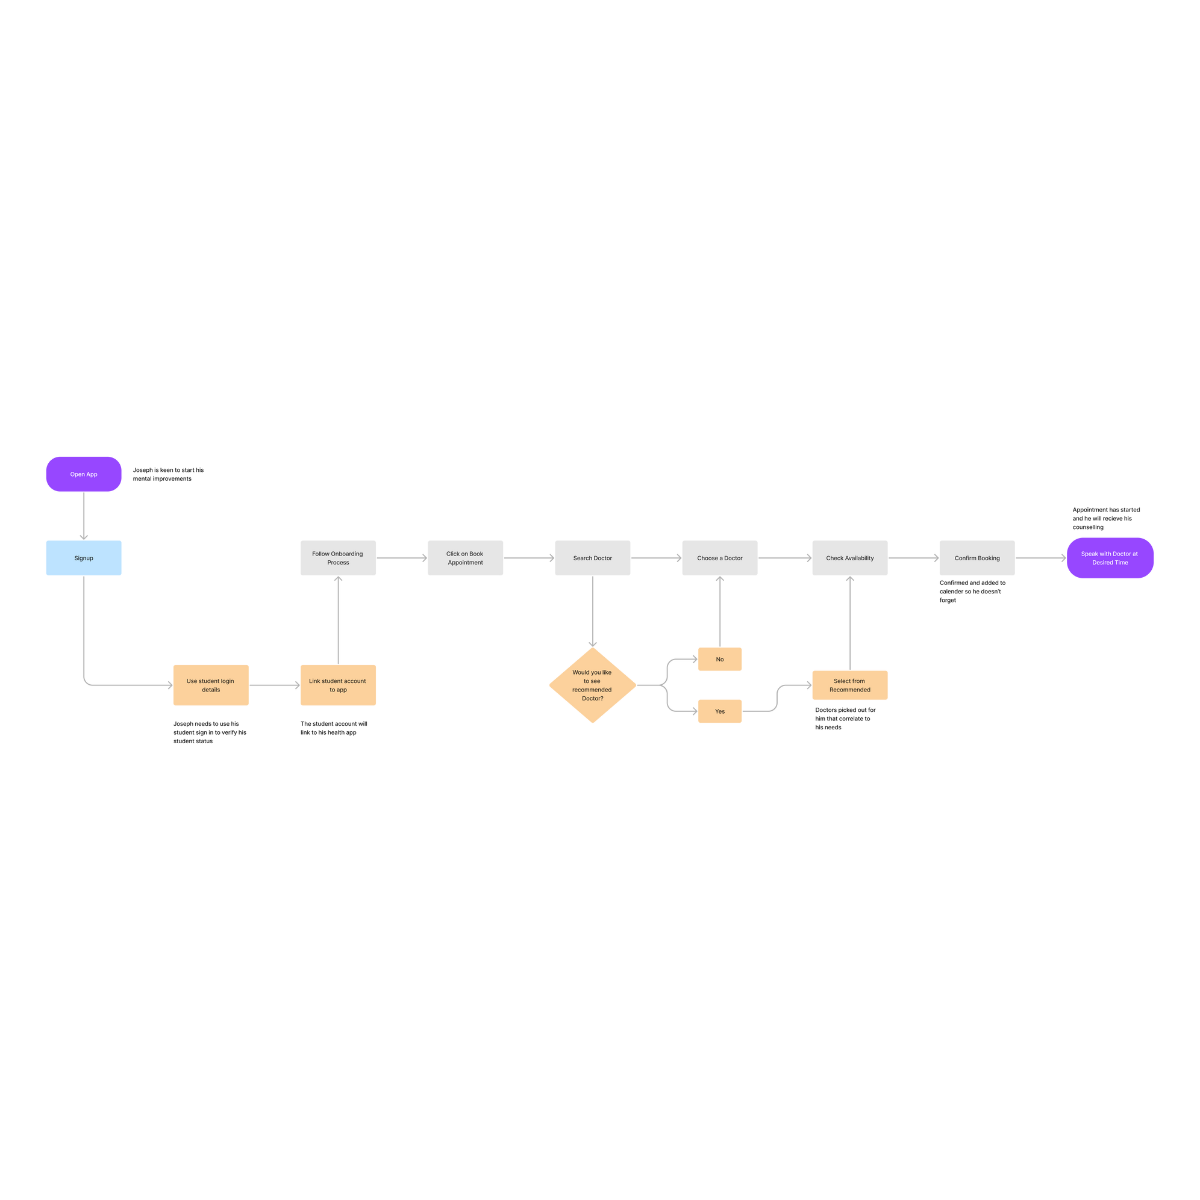 Open App
Joseph is keen to start his
mental improvements
Signup
Use student login
details
Joseph needs to use his
student sign in to verify his
student status
Link student account
to app
The student account will
link to his health app
Follow Onboarding
Process
Click on Book
Appointment
Search Doctor
Would you like
to see
recommended
Doctor?
No
Yes
Choose a Doctor
Select from
Recommended
Doctors picked out for
him that correlate to
his needs
Check Availability
Confirm Booking
Confirmed and added to
calender so he doesn't
forget
Appointment has started
and he will recieve his
counselling
Speak with Doctor at
Desired Time